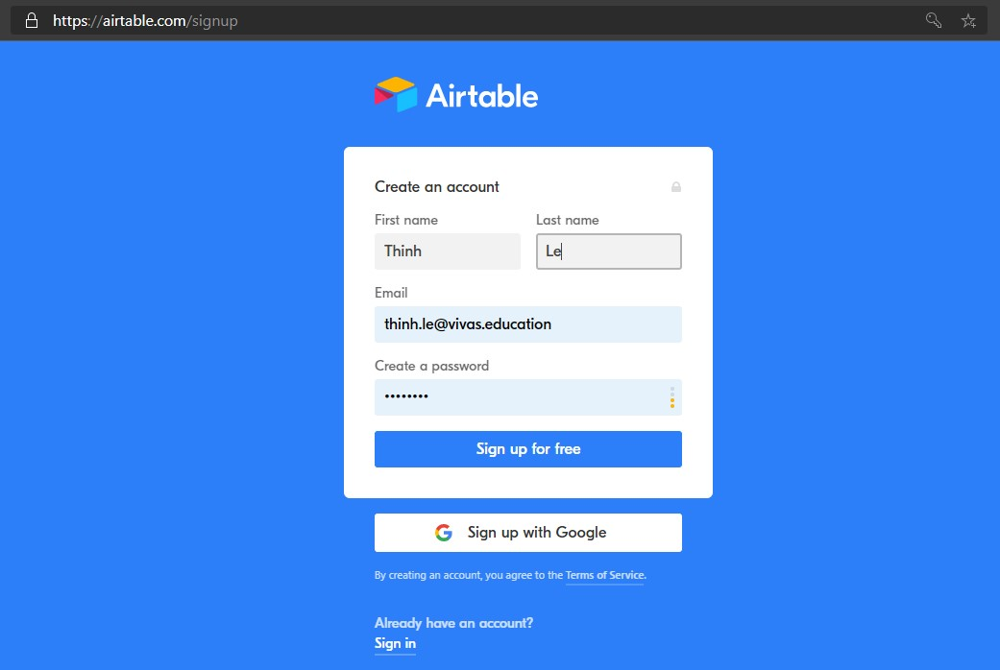 https://airtable.com/signup
Airtable
Create an account
First name
Last name
Thinh
Le
Email
thinh.le@vivas.education
Create a password
••••••••
Sign up for free
Sign up with Google
By creating an account, you agree to the Terms of Service.
Already have an account?
Sign in